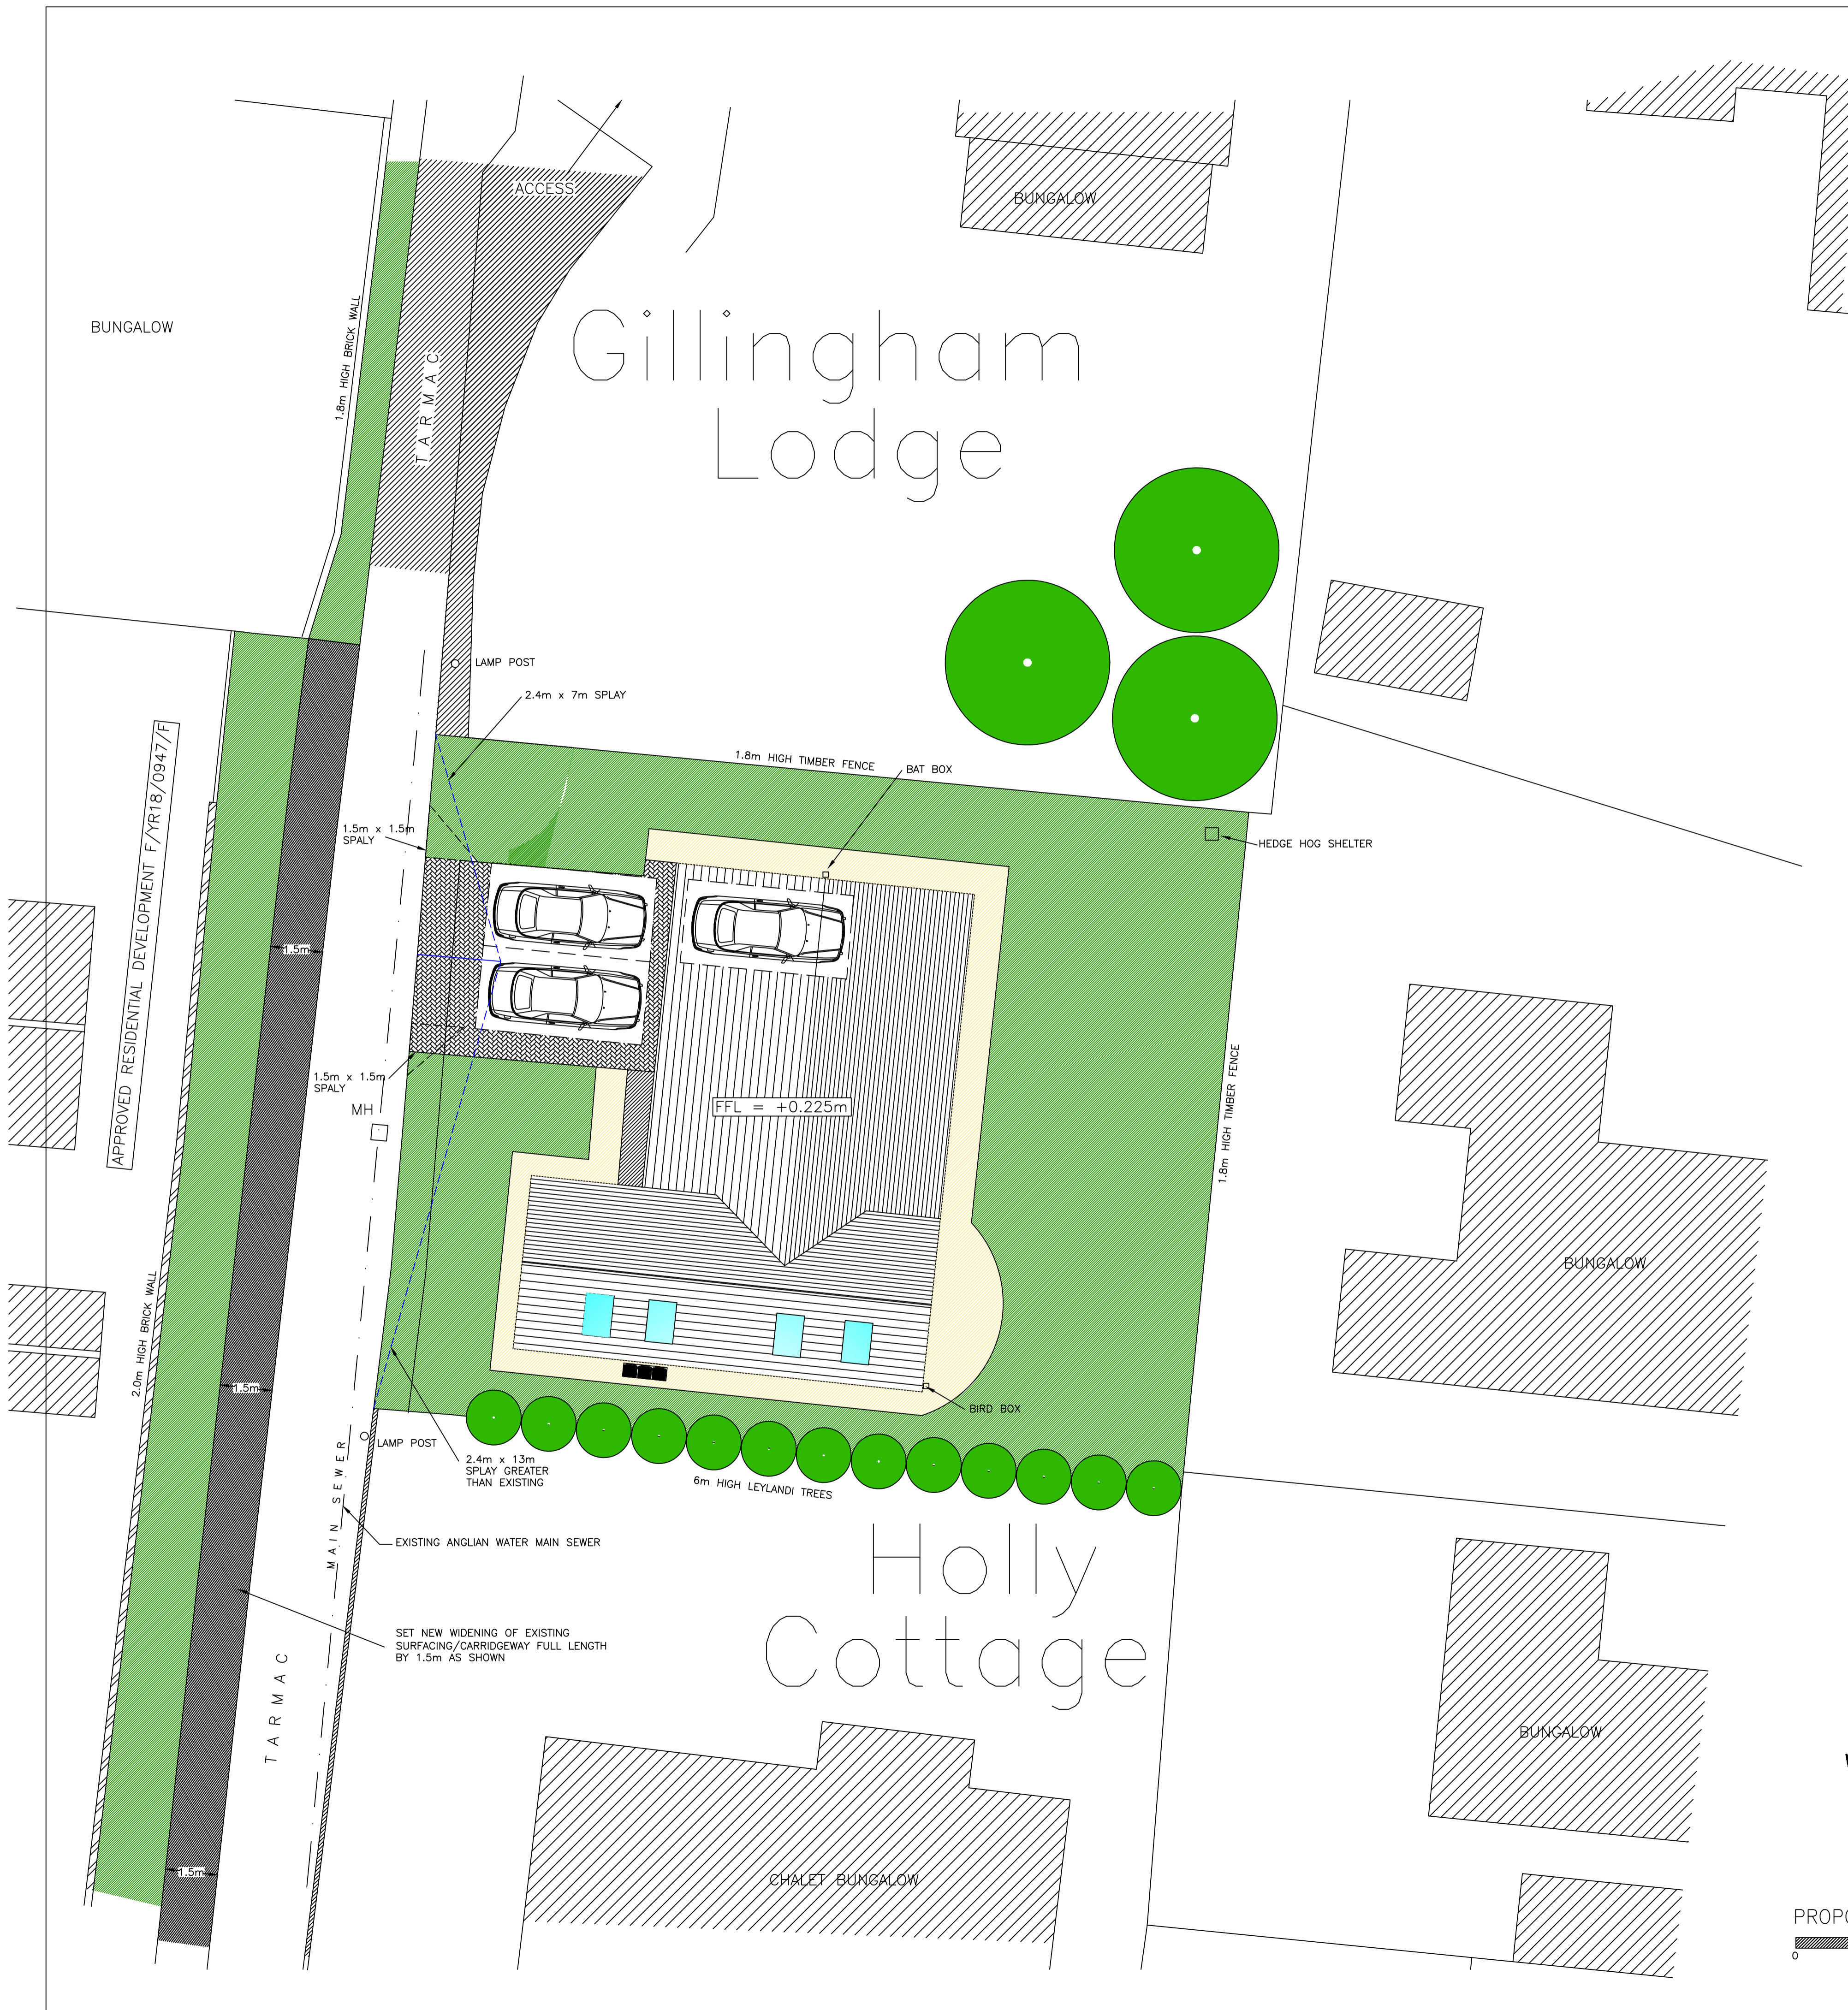 ACCESS
BUNGALOW
BUNGALOW
1.8m HIGH BRICK WALL
TARMAC
Gillingham
Lodge
LAMP POST
2.4m x 7m SPLAY
1.8m HIGH TIMBER FENCE
BAT BOX
HEDGE HOG SHELTER
1.5m x 1.5m
SPALY
APPROVED RESIDENTIAL DEVELOPMENT F/YR18/0947/F
1.5m
1.5m x 1.5m
SPALY
MH
FFL = +0.225m
1.8m HIGH TIMBER FENCE
BUNGALOW
2.0m HIGH BRICK WALL
1.5m
BIRD BOX
LAMP POST
2.4m x 13m
SPLAY GREATER
THAN EXISTING
6m HIGH LEYLANDI TREES
MAIN SEWER
EXISTING ANGLIAN WATER MAIN SEWER
Holly
Cottage
SET NEW WIDENING OF EXISTING
SURFACING/CARRIDGEWAY FULL LENGTH
BY 1.5m AS SHOWN
TARMAC
BUNGALOW
1.5m
CHALET BUNGALOW
PROPO
0